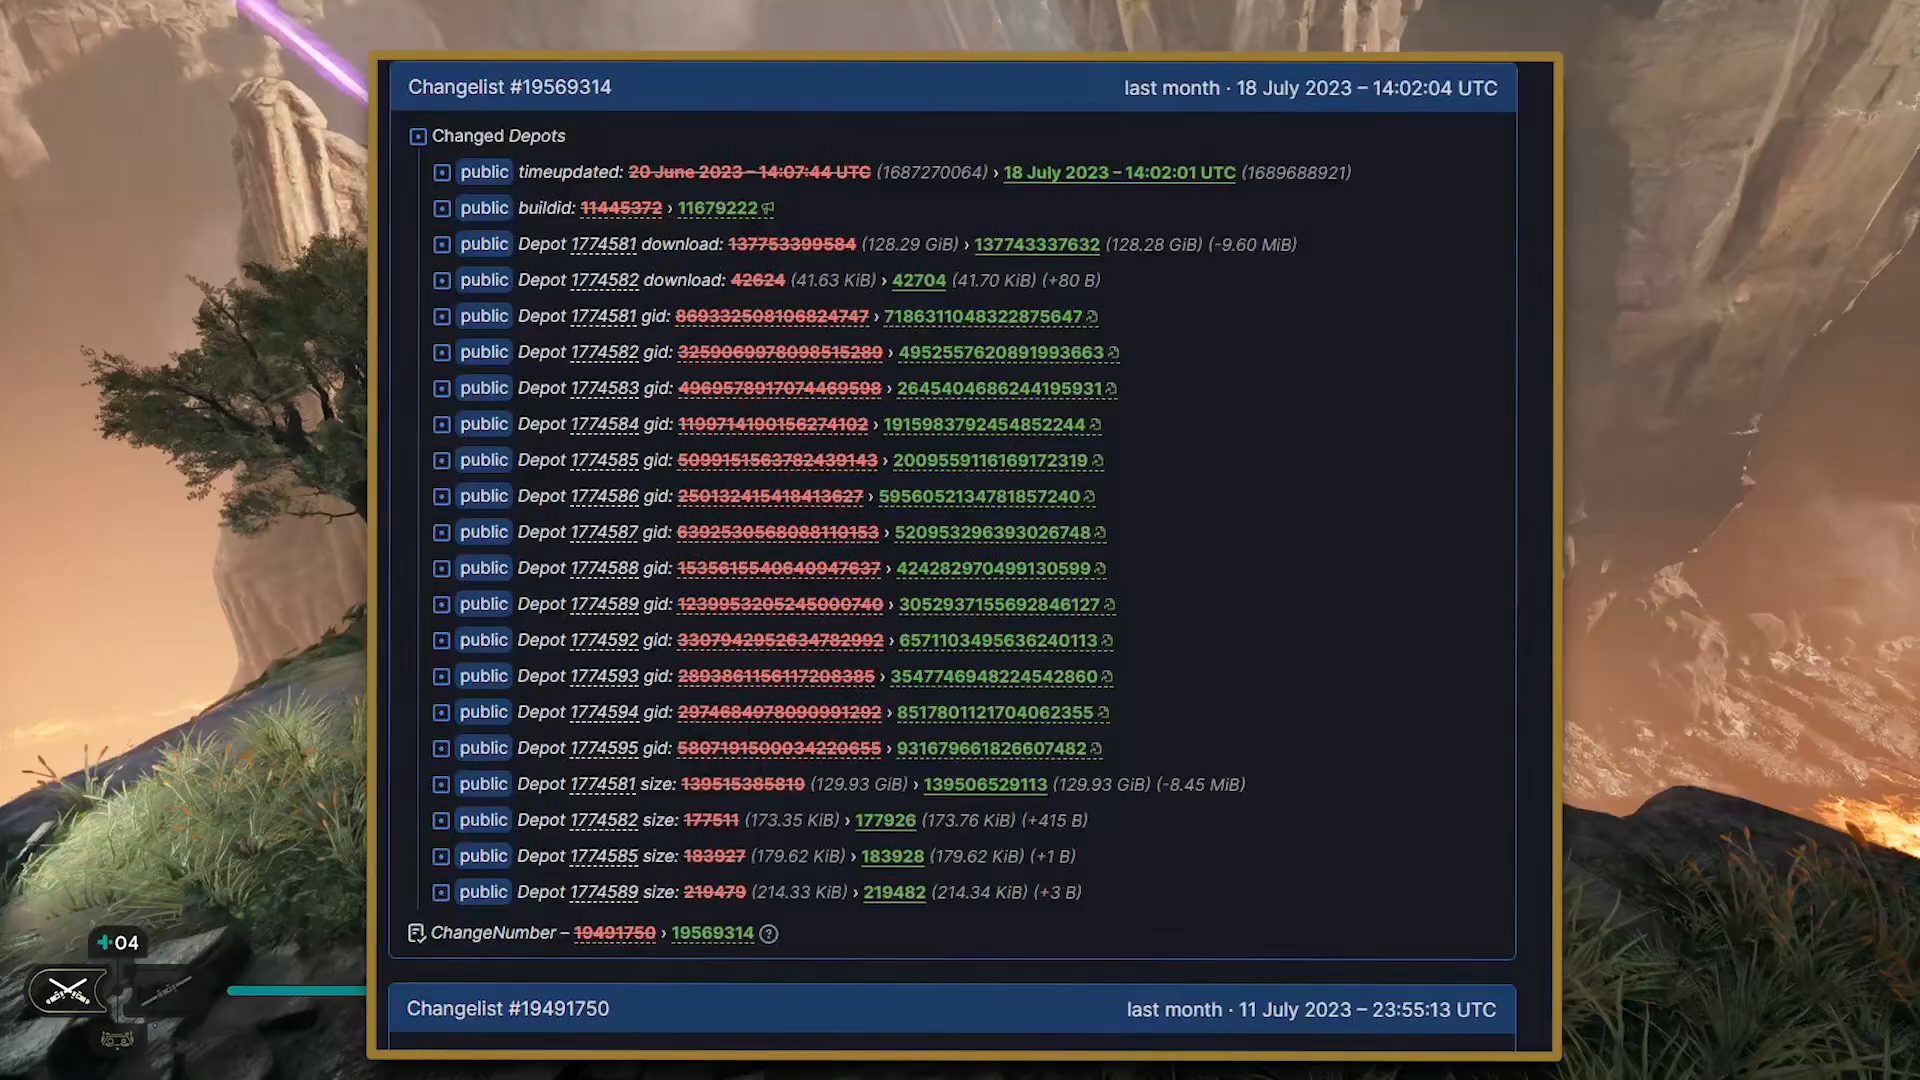 Changelist #19569314 last month · 18 July 2023 – 14:02:04 UTC
Changed Depots
public timeupdated: 20 June 2023 – 14:07:44 UTC (1687270064) › 18 July 2023 – 14:02:01 UTC (1689688921)
public buildid: 11445372 › 11679222
public Depot 1774581 download: 137753399584 (128.29 GiB) › 137743337632 (128.28 GiB) (-9.60 MiB)
public Depot 1774582 download: 42624 (41.63 KiB) › 42704 (41.70 KiB) (+80 B)
public Depot 1774581 gid: 869332508106824747 › 7186311048322875647
public Depot 1774582 gid: 3259069978098515289 › 4952557620891993663
public Depot 1774583 gid: 4969578917074469598 › 2645404686244195931
public Depot 1774584 gid: 1199714190156274102 › 1915983792454852244
public Depot 1774585 gid: 5099151563782439143 › 2009559116169172319
public Depot 1774586 gid: 250132415418413627 › 5956052134781857240
public Depot 1774587 gid: 6392530568088110153 › 520953296393026748
public Depot 1774588 gid: 1535615540640947637 › 424282970499130599
public Depot 1774589 gid: 1239953205245000740 › 3052937155692846127
public Depot 1774592 gid: 3307942952634782992 › 6571103495636240113
public Depot 1774593 gid: 2893861156117208385 › 3547746948224542860
public Depot 1774594 gid: 2974684978090991292 › 8517801121704062355
public Depot 1774595 gid: 5807191500034220655 › 931679661826607482
public Depot 1774581 size: 139515385819 (129.93 GiB) › 139506529113 (129.93 GiB) (-8.45 MiB)
public Depot 1774582 size: 177511 (173.35 KiB) › 177926 (173.76 KiB) (+415 B)
public Depot 1774585 size: 183927 (179.62 KiB) › 183928 (179.62 KiB) (+1 B)
public Depot 1774589 size: 219479 (214.33 KiB) › 219482 (214.34 KiB) (+3 B)
ChangeNumber – 19491750 › 19569314
+04
Changelist #19491750 last month · 11 July 2023 – 23:55:13 UTC